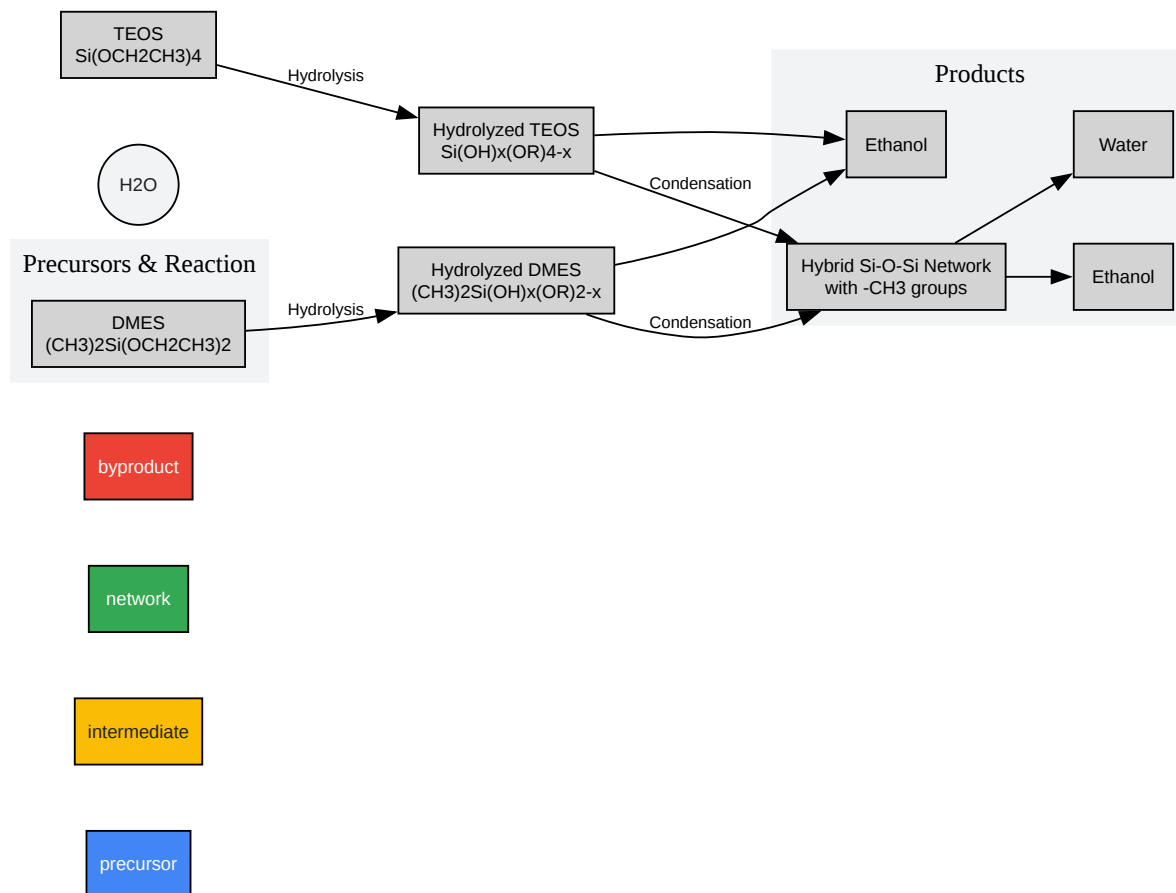 TEOS
Si(OCH2CH3)4
Hydrolysis
Products
Hydrolyzed TEOS
Si(OH)x(OR)4-x
Ethanol
Water
H2O
Condensation
Precursors & Reaction
Hydrolyzed DMES
(CH3)2Si(OH)x(OR)2-x
Hybrid Si-O-Si Network
with -CH3 groups
Ethanol
DMES
(CH3)2Si(OCH2CH3)2
Hydrolysis
Condensation
byproduct
network
intermediate
precursor